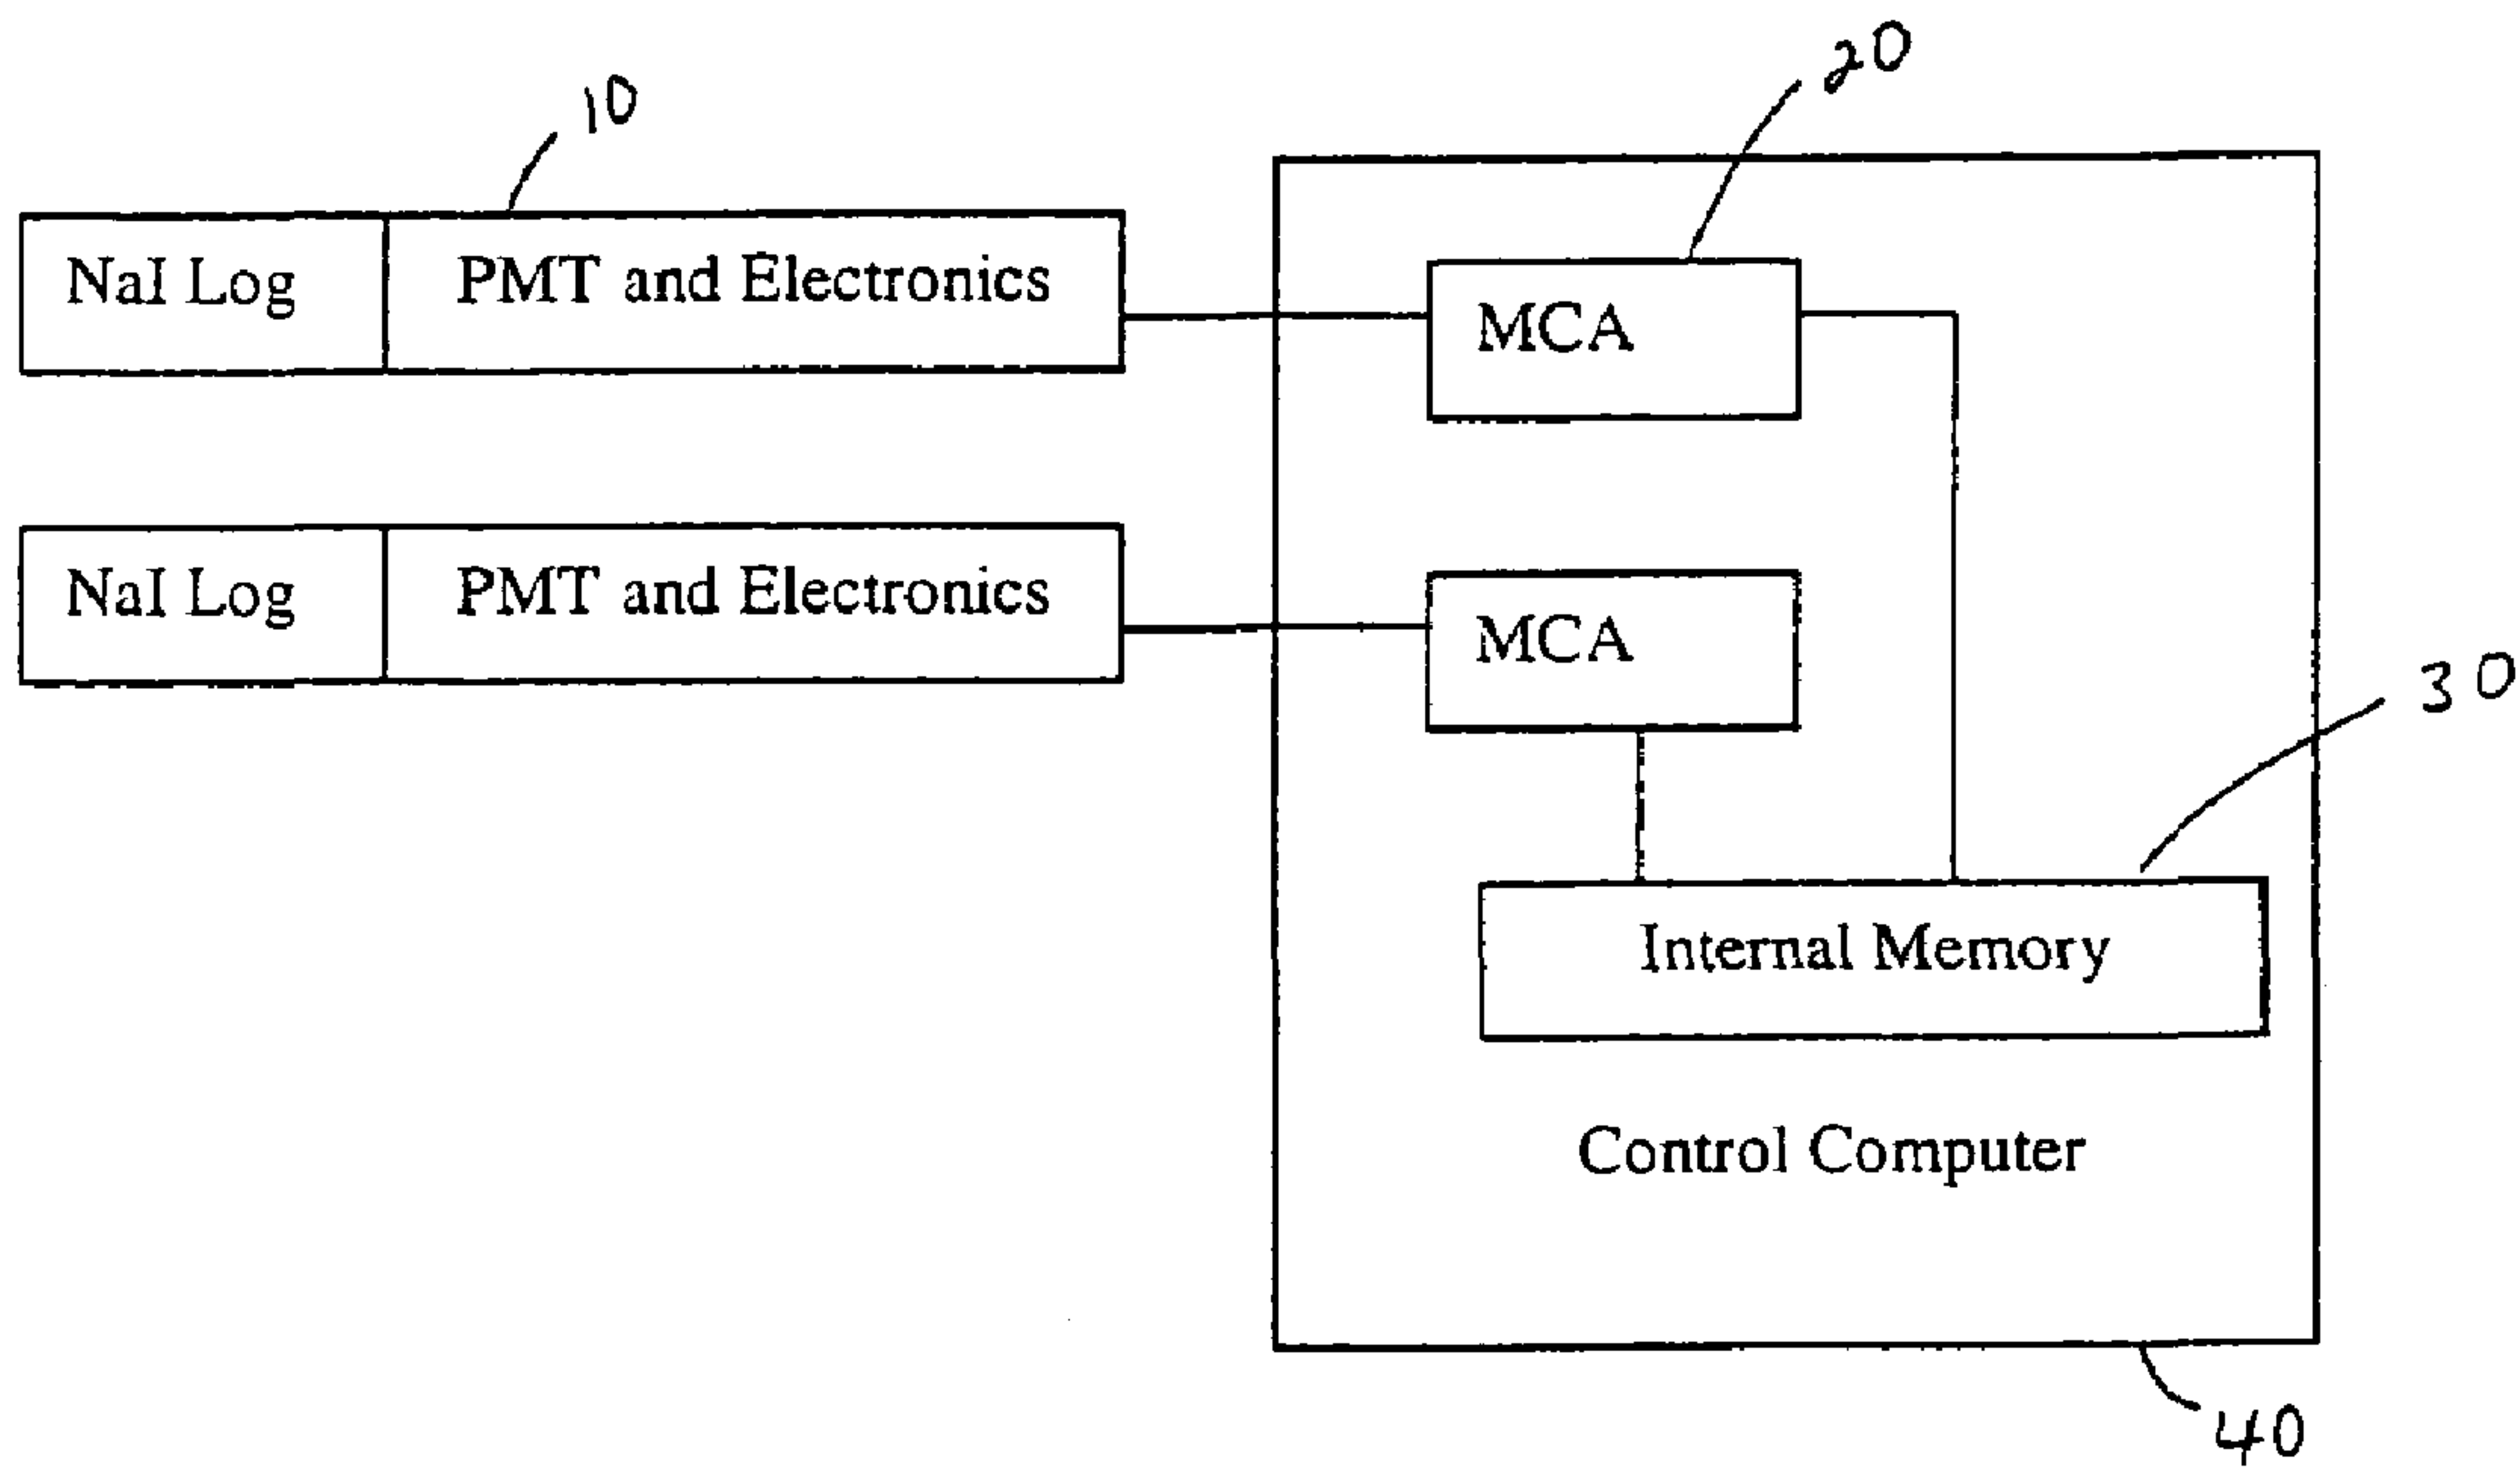 10
20
NaI Log
PMT and Electronics
MCA
NaI Log
PMT and Electronics
MCA
30
Internal Memory
Control Computer
40